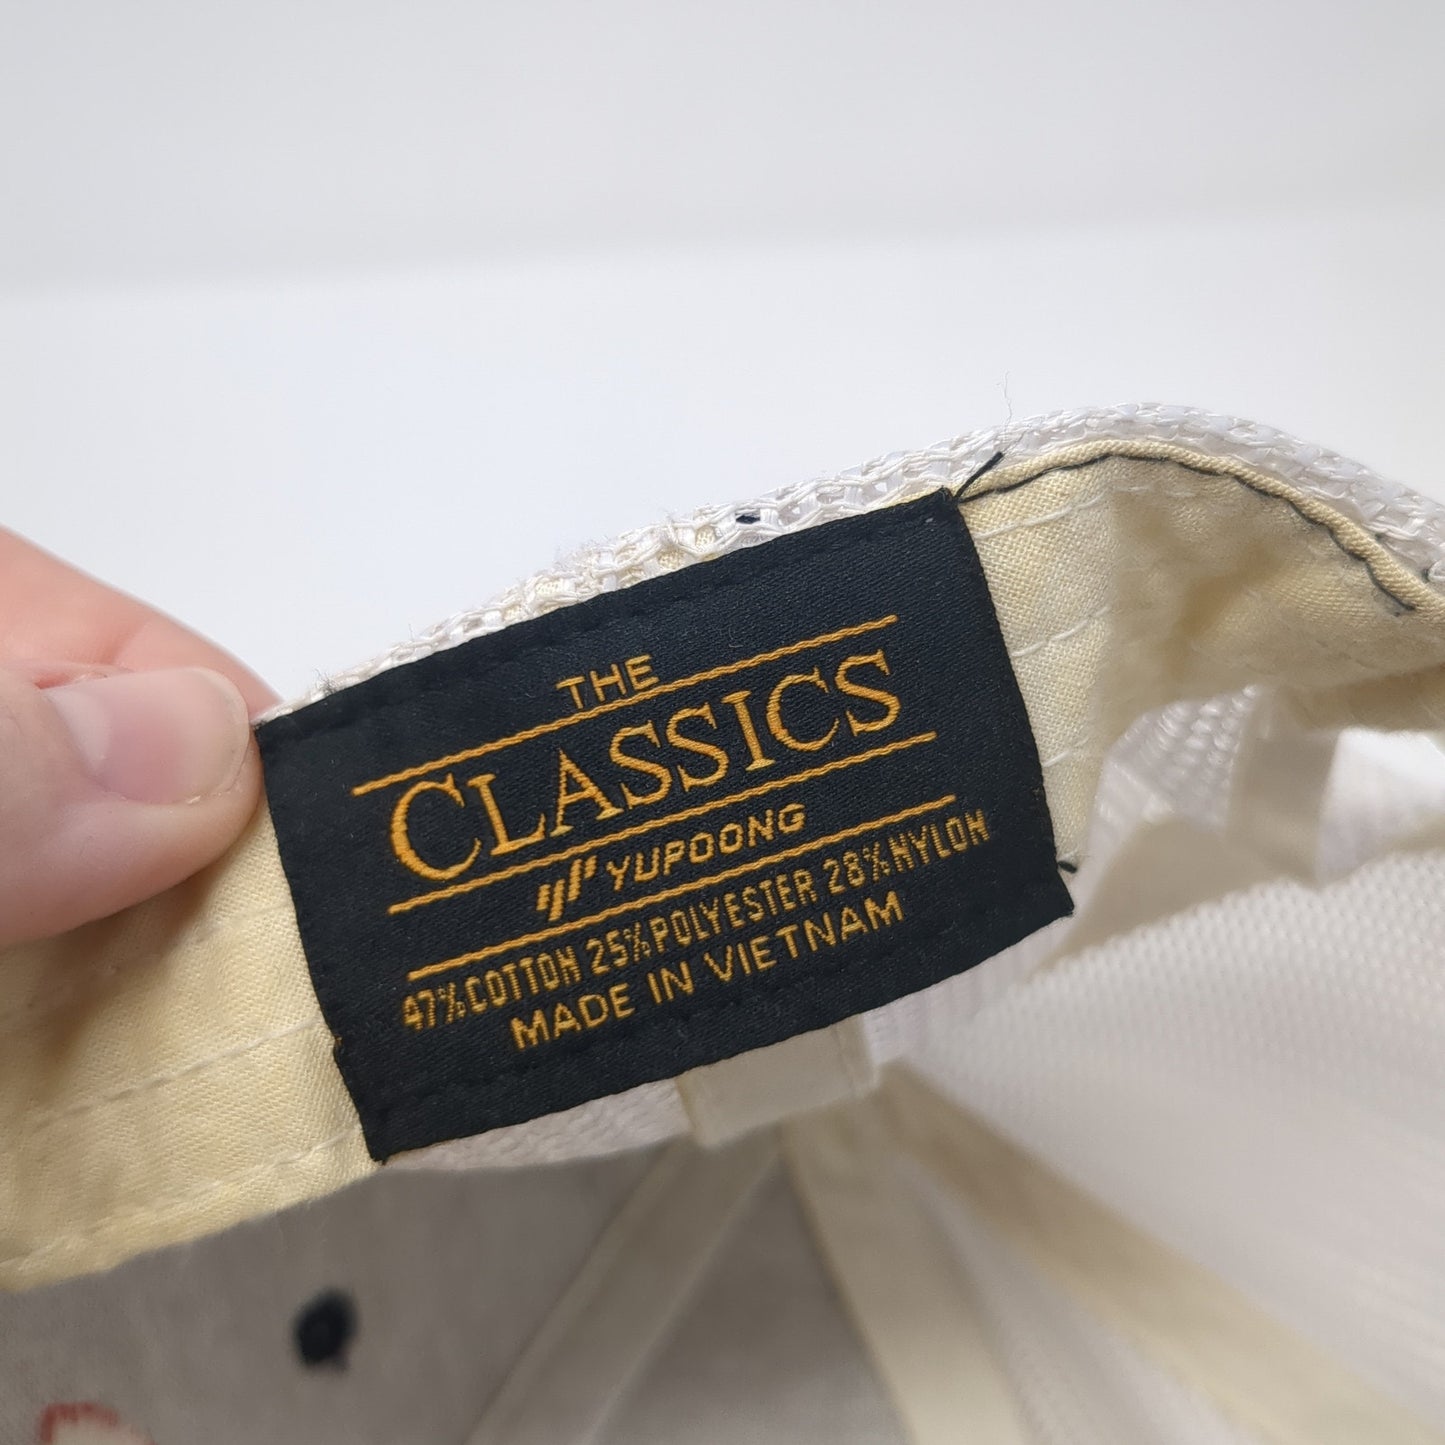 THE
CLASSICS
YUPOONG
47%COTTON 25%POLYESTER 28%NYLON
MADE IN VIETNAM